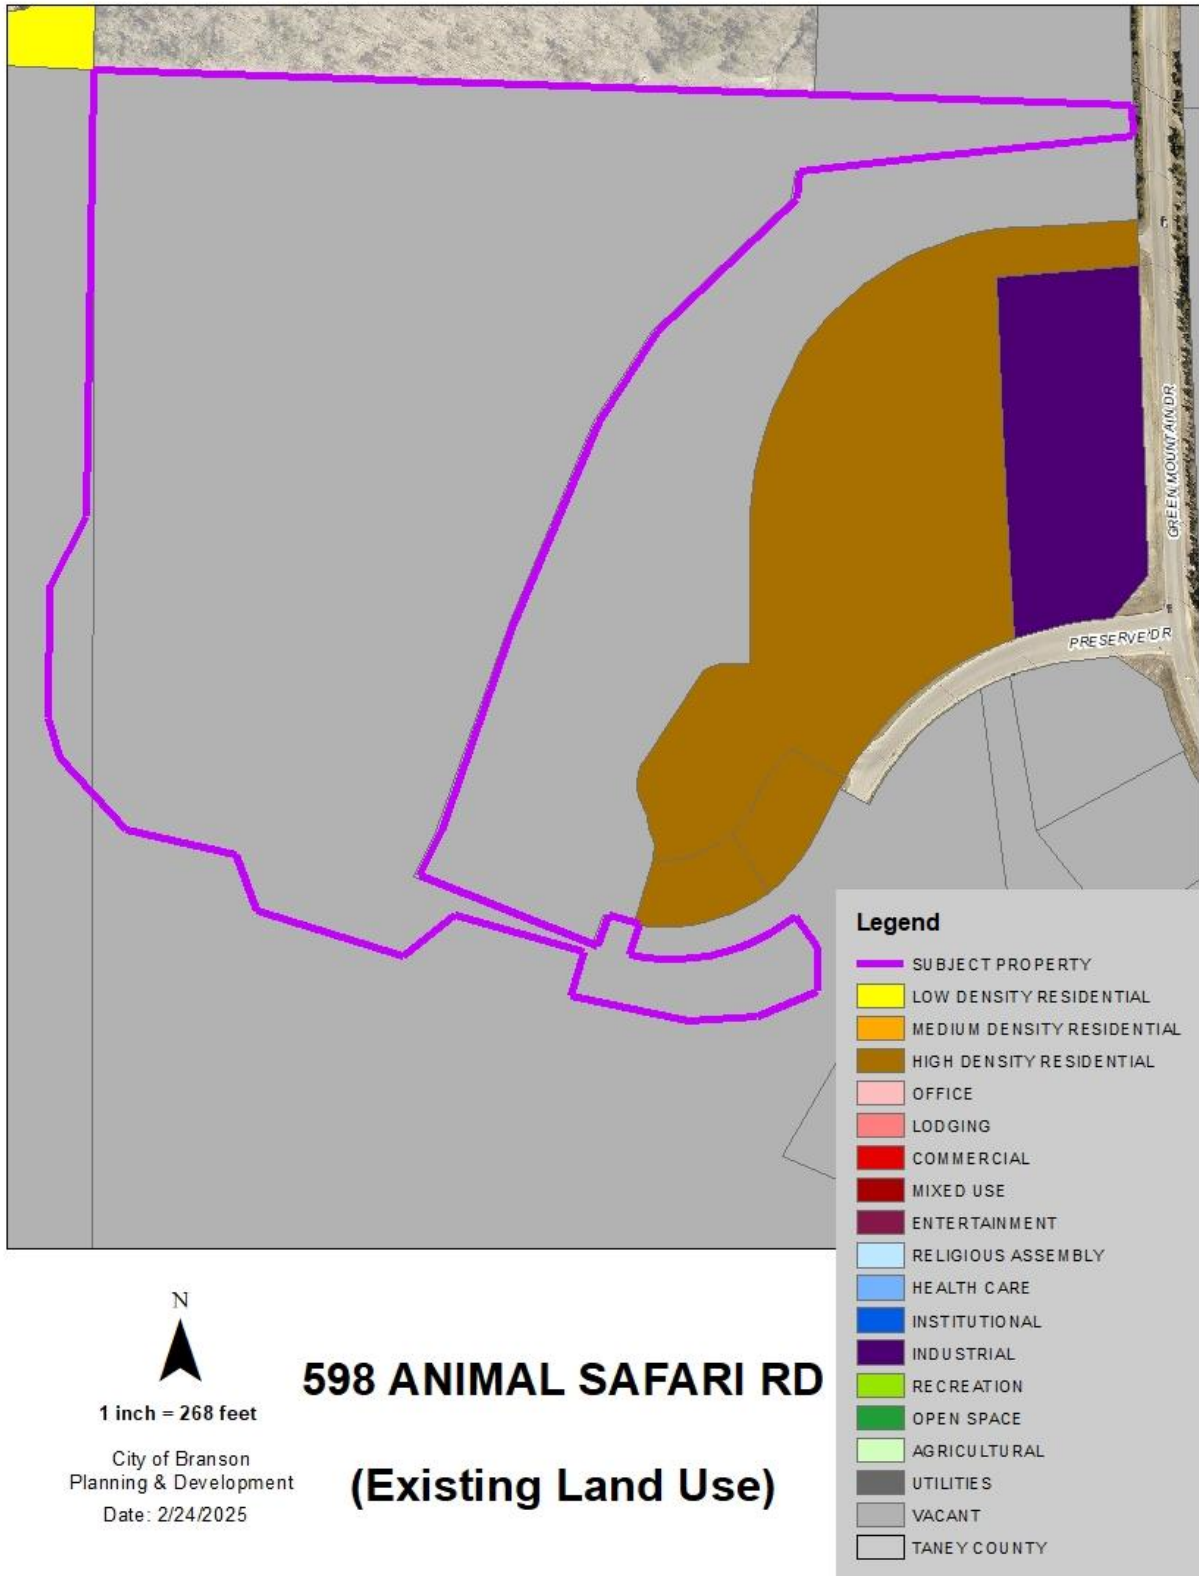 GREEN MOUNTAIN DR
PRESERVE DR
Legend
SUBJECT PROPERTY
LOW DENSITY RESIDENTIAL
MEDIUM DENSITY RESIDENTIAL
HIGH DENSITY RESIDENTIAL
OFFICE
LODGING
COMMERCIAL
MIXED USE
ENTERTAINMENT
RELIGIOUS ASSEMBLY
HEALTH CARE
INSTITUTIONAL
INDUSTRIAL
RECREATION
OPEN SPACE
AGRICULTURAL
UTILITIES
VACANT
TANEY COUNTY
N
1 inch = 268 feet
City of Branson
Planning & Development
Date: 2/24/2025
598 ANIMAL SAFARI RD
(Existing Land Use)